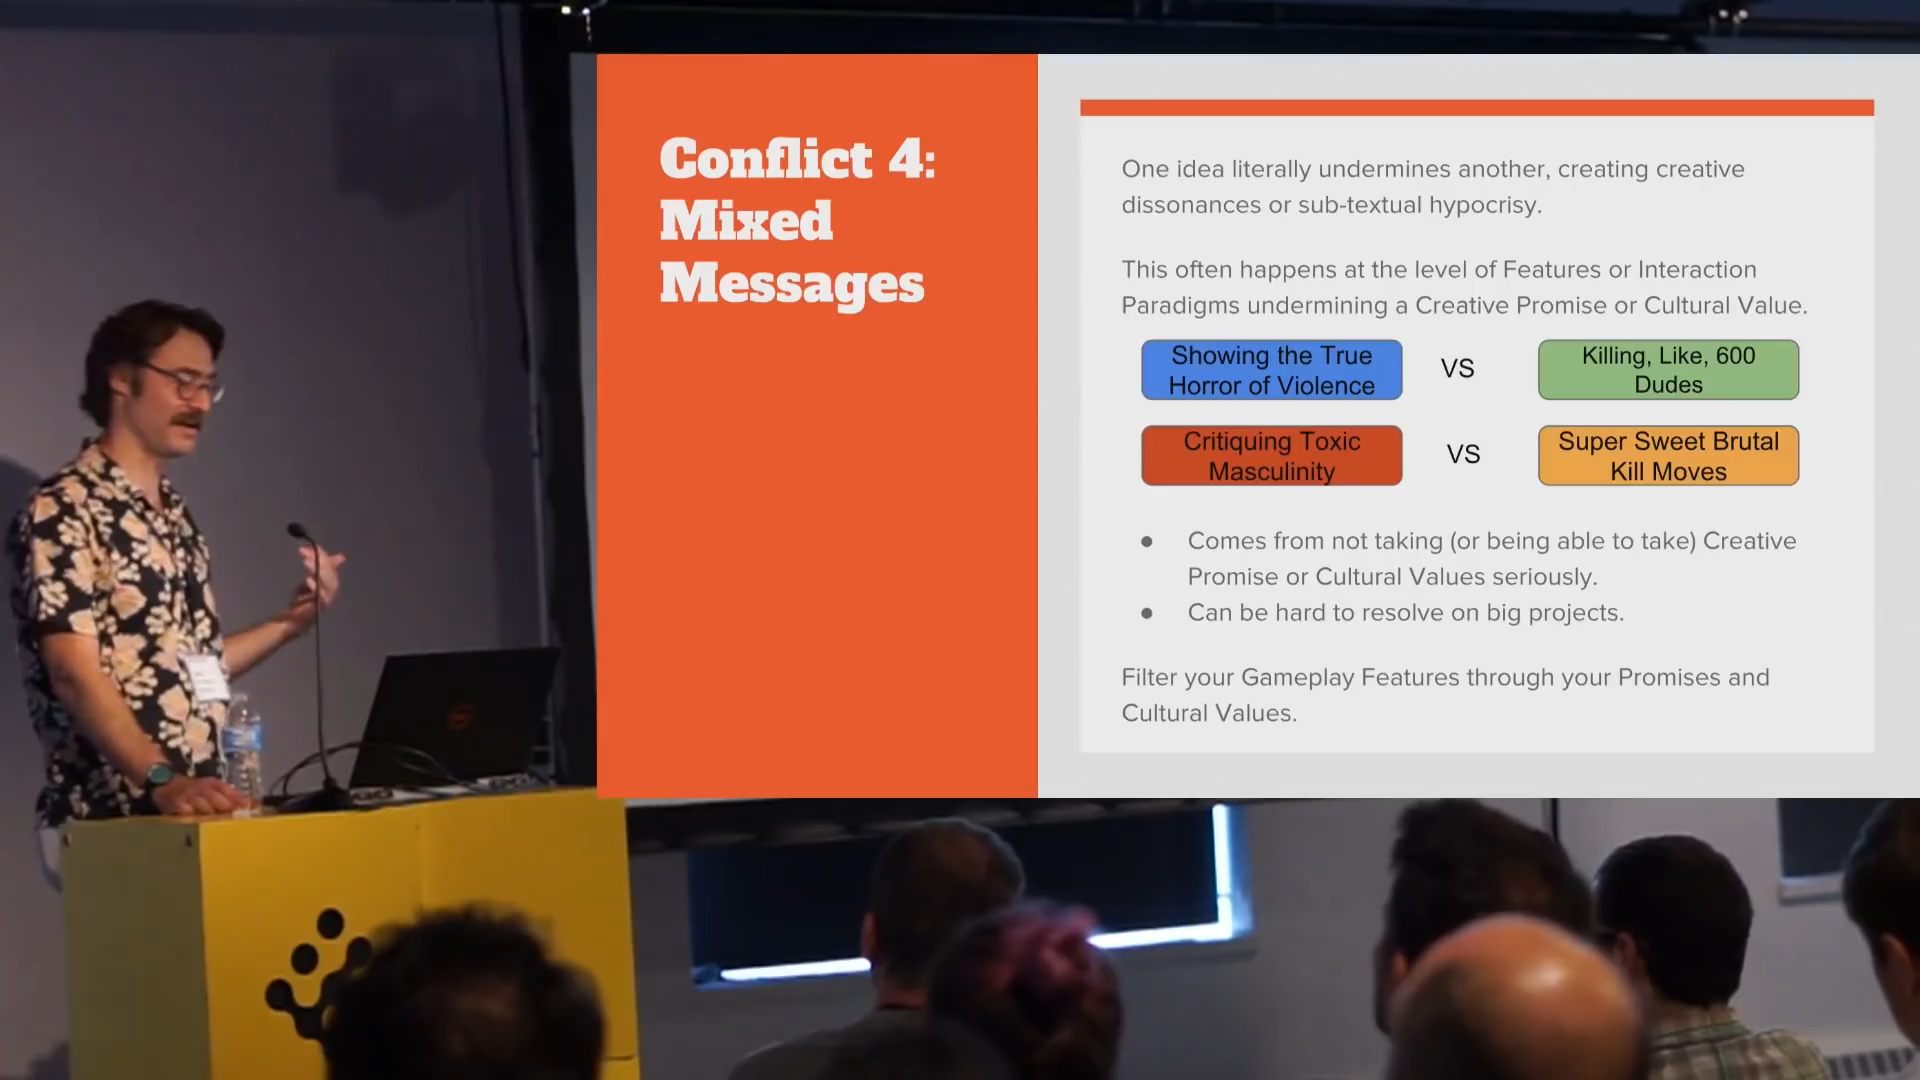 Conflict 4:
Mixed
Messages
One idea literally undermines another, creating creative
dissonances or sub-textual hypocrisy.
This often happens at the level of Features or Interaction
Paradigms undermining a Creative Promise or Cultural Value.
Showing the True
Horror of Violence
VS
Killing, Like, 600
Dudes
Critiquing Toxic
Masculinity
VS
Super Sweet Brutal
Kill Moves
● Comes from not taking (or being able to take) Creative
Promise or Cultural Values seriously.
● Can be hard to resolve on big projects.
Filter your Gameplay Features through your Promises and
Cultural Values.